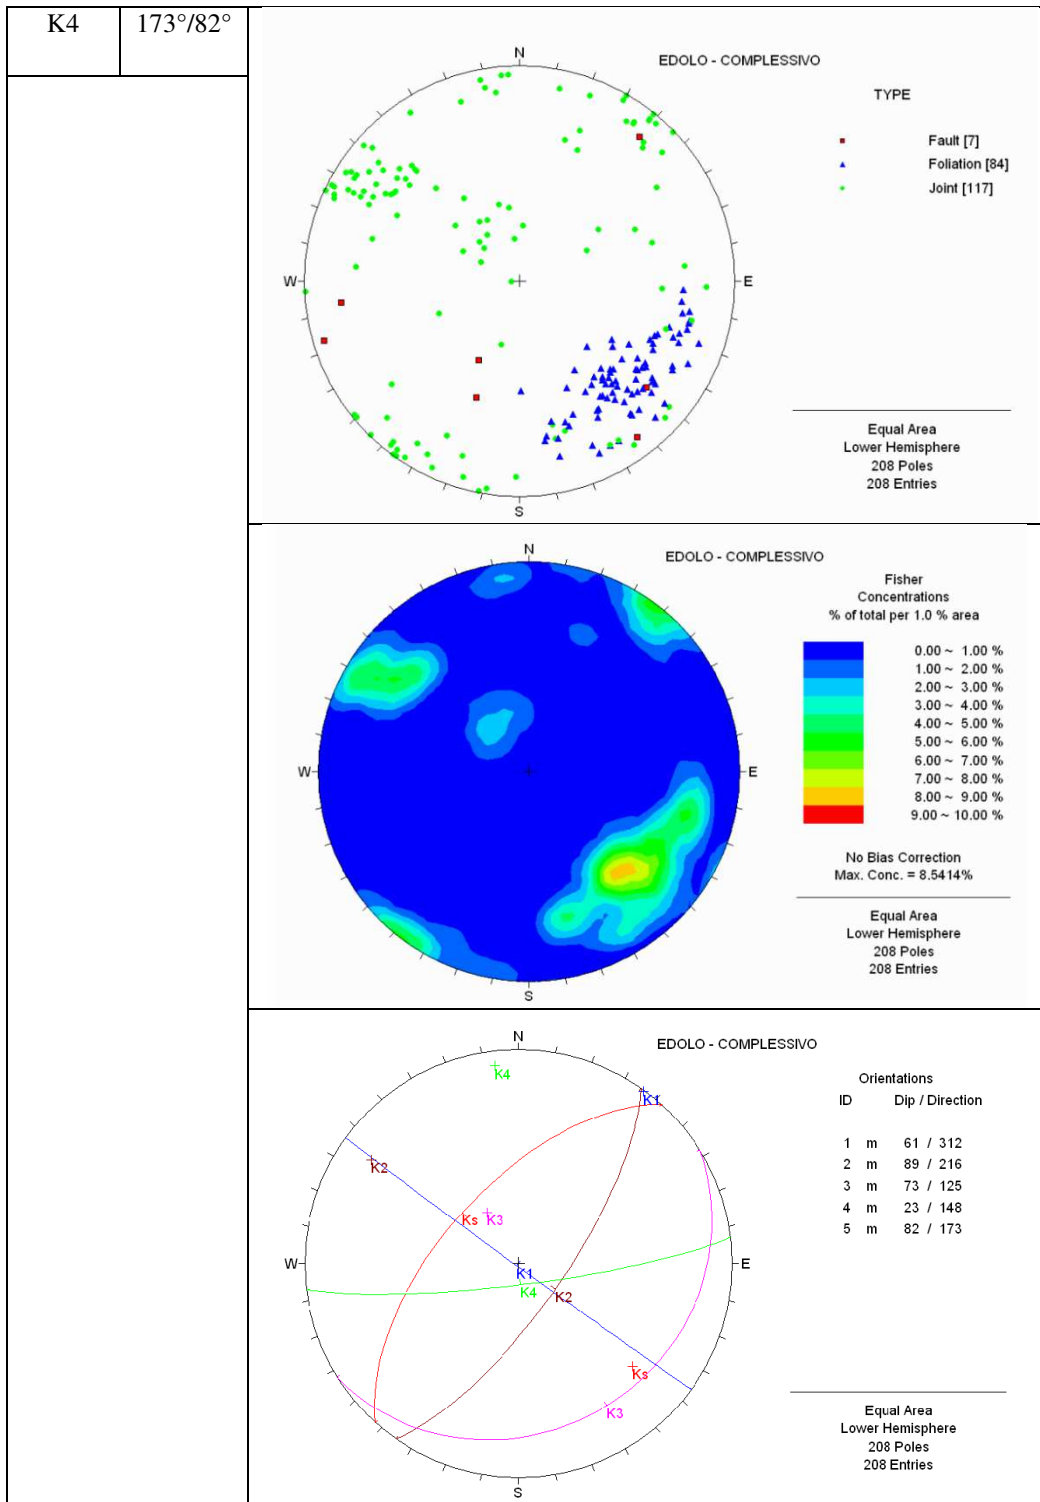 K4 173°/82°
EDOLO - COMPLESSIVO
N
TYPE
Fault [7]
Foliation [84]
Joint [117]
W
E
S
Equal Area
Lower Hemisphere
208 Poles
208 Entries
EDOLO - COMPLESSIVO
N
Fisher
Concentrations
% of total per 1.0 % area
0.00 ~ 1.00 %
1.00 ~ 2.00 %
2.00 ~ 3.00 %
3.00 ~ 4.00 %
4.00 ~ 5.00 %
5.00 ~ 6.00 %
6.00 ~ 7.00 %
7.00 ~ 8.00 %
8.00 ~ 9.00 %
9.00 ~ 10.00 %
W
E
S
No Bias Correction
Max. Conc. = 8.5414%
Equal Area
Lower Hemisphere
208 Poles
208 Entries
EDOLO - COMPLESSIVO
N
K4
K1
K2
Ks
K3
W
E
K1
K4
K2
Ks
K3
S
Orientations
ID Dip / Direction
1 m 61 / 312
2 m 89 / 216
3 m 73 / 125
4 m 23 / 148
5 m 82 / 173
Equal Area
Lower Hemisphere
208 Poles
208 Entries